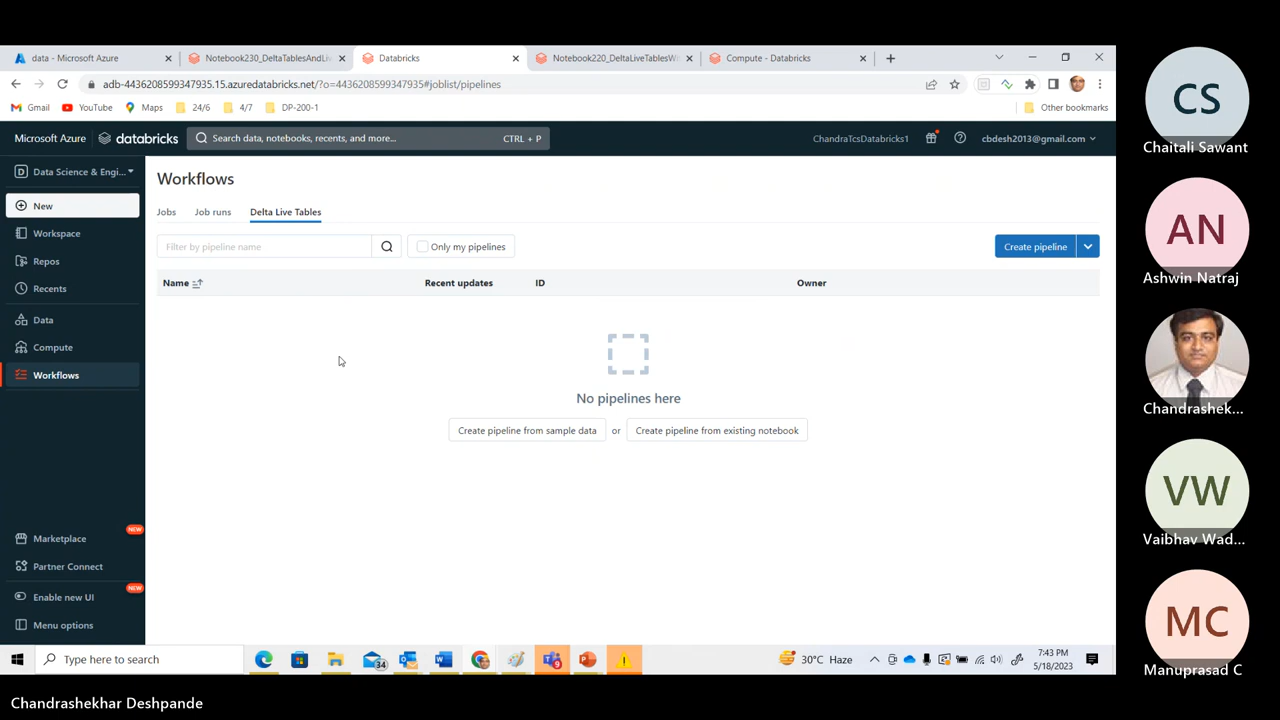 data - Microsoft Azure
Notebook230_DeltaTablesAndLiv
Databricks
Notebook220_DeltaLiveTablesWo
Compute - Databricks
adb-4436208599347935.15.azuredatabricks.net/?o=4436208599347935#joblist/pipelines
Gmail
YouTube
Maps
24/6
4/7
DP-200-1
Other bookmarks
Microsoft Azure
databricks
Search data, notebooks, recents, and more...
CTRL + P
ChandraTcsDatabricks1
cbdesh2013@gmail.com
D
Data Science & Engi...
New
Workspace
Repos
Recents
Data
Compute
Workflows
Marketplace
NEW
Partner Connect
Enable new UI
NEW
Menu options
Workflows
Jobs
Job runs
Delta Live Tables
Filter by pipeline name
Only my pipelines
Create pipeline
Name
Recent updates
ID
Owner
No pipelines here
Create pipeline from sample data
or
Create pipeline from existing notebook
Type here to search
34
9
30°C Haze
7:43 PM
5/18/2023
CS
Chaitali Sawant
AN
Ashwin Natraj
Chandrashek...
VW
Vaibhav Wad...
MC
Manuprasad C
Chandrashekhar Deshpande